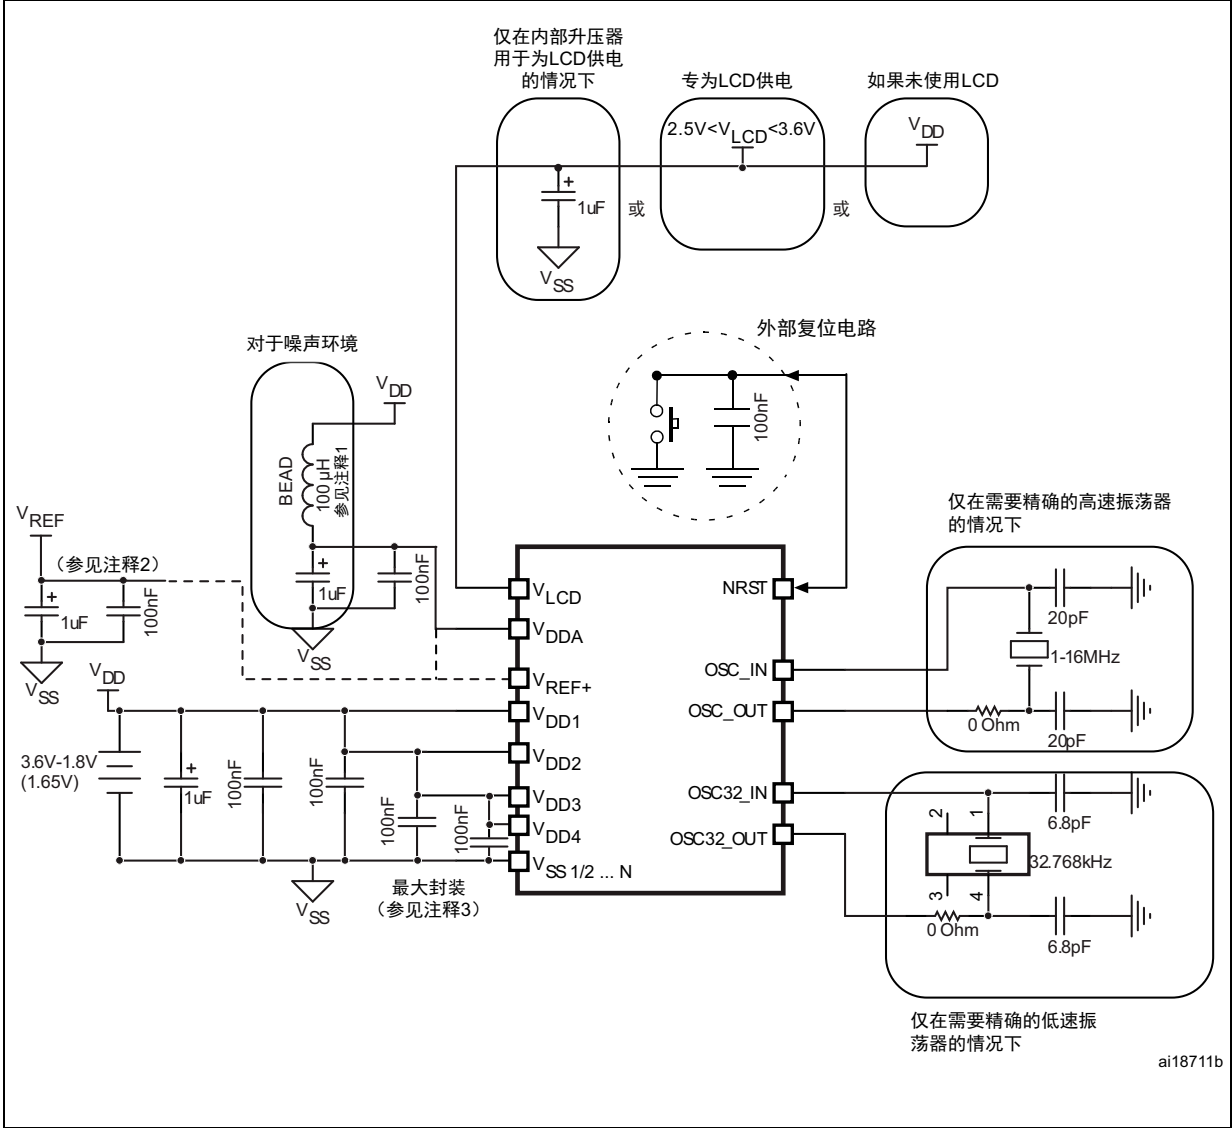 仅在内部升压器
用于为LCD供电
的情况下
专为LCD供电
如果未使用LCD
2.5V<VLCD<3.6V
VDD
+
1uF
或
或
VSS
外部复位电路
对于噪声环境
VDD
100nF
BEAD
100 µH
参见注释1
VREF
（参见注释2）
+
1uF
100nF
+
1uF
100nF
VSS
VSS
仅在需要精确的高速振荡器
的情况下
VLCD
VDDA
VREF+
VDD1
VDD2
VDD3
VDD4
VSS 1/2 ... N
NRST
OSC_IN
OSC_OUT
OSC32_IN
OSC32_OUT
20pF
1-16MHz
0 Ohm
20pF
VDD
3.6V-1.8V
(1.65V)
+
1uF
100nF
100nF
100nF
100nF
VSS
最大封装
（参见注释3）
6.8pF
2
1
32.768kHz
3
4
0 Ohm
6.8pF
仅在需要精确的低速振
荡器的情况下
ai18711b